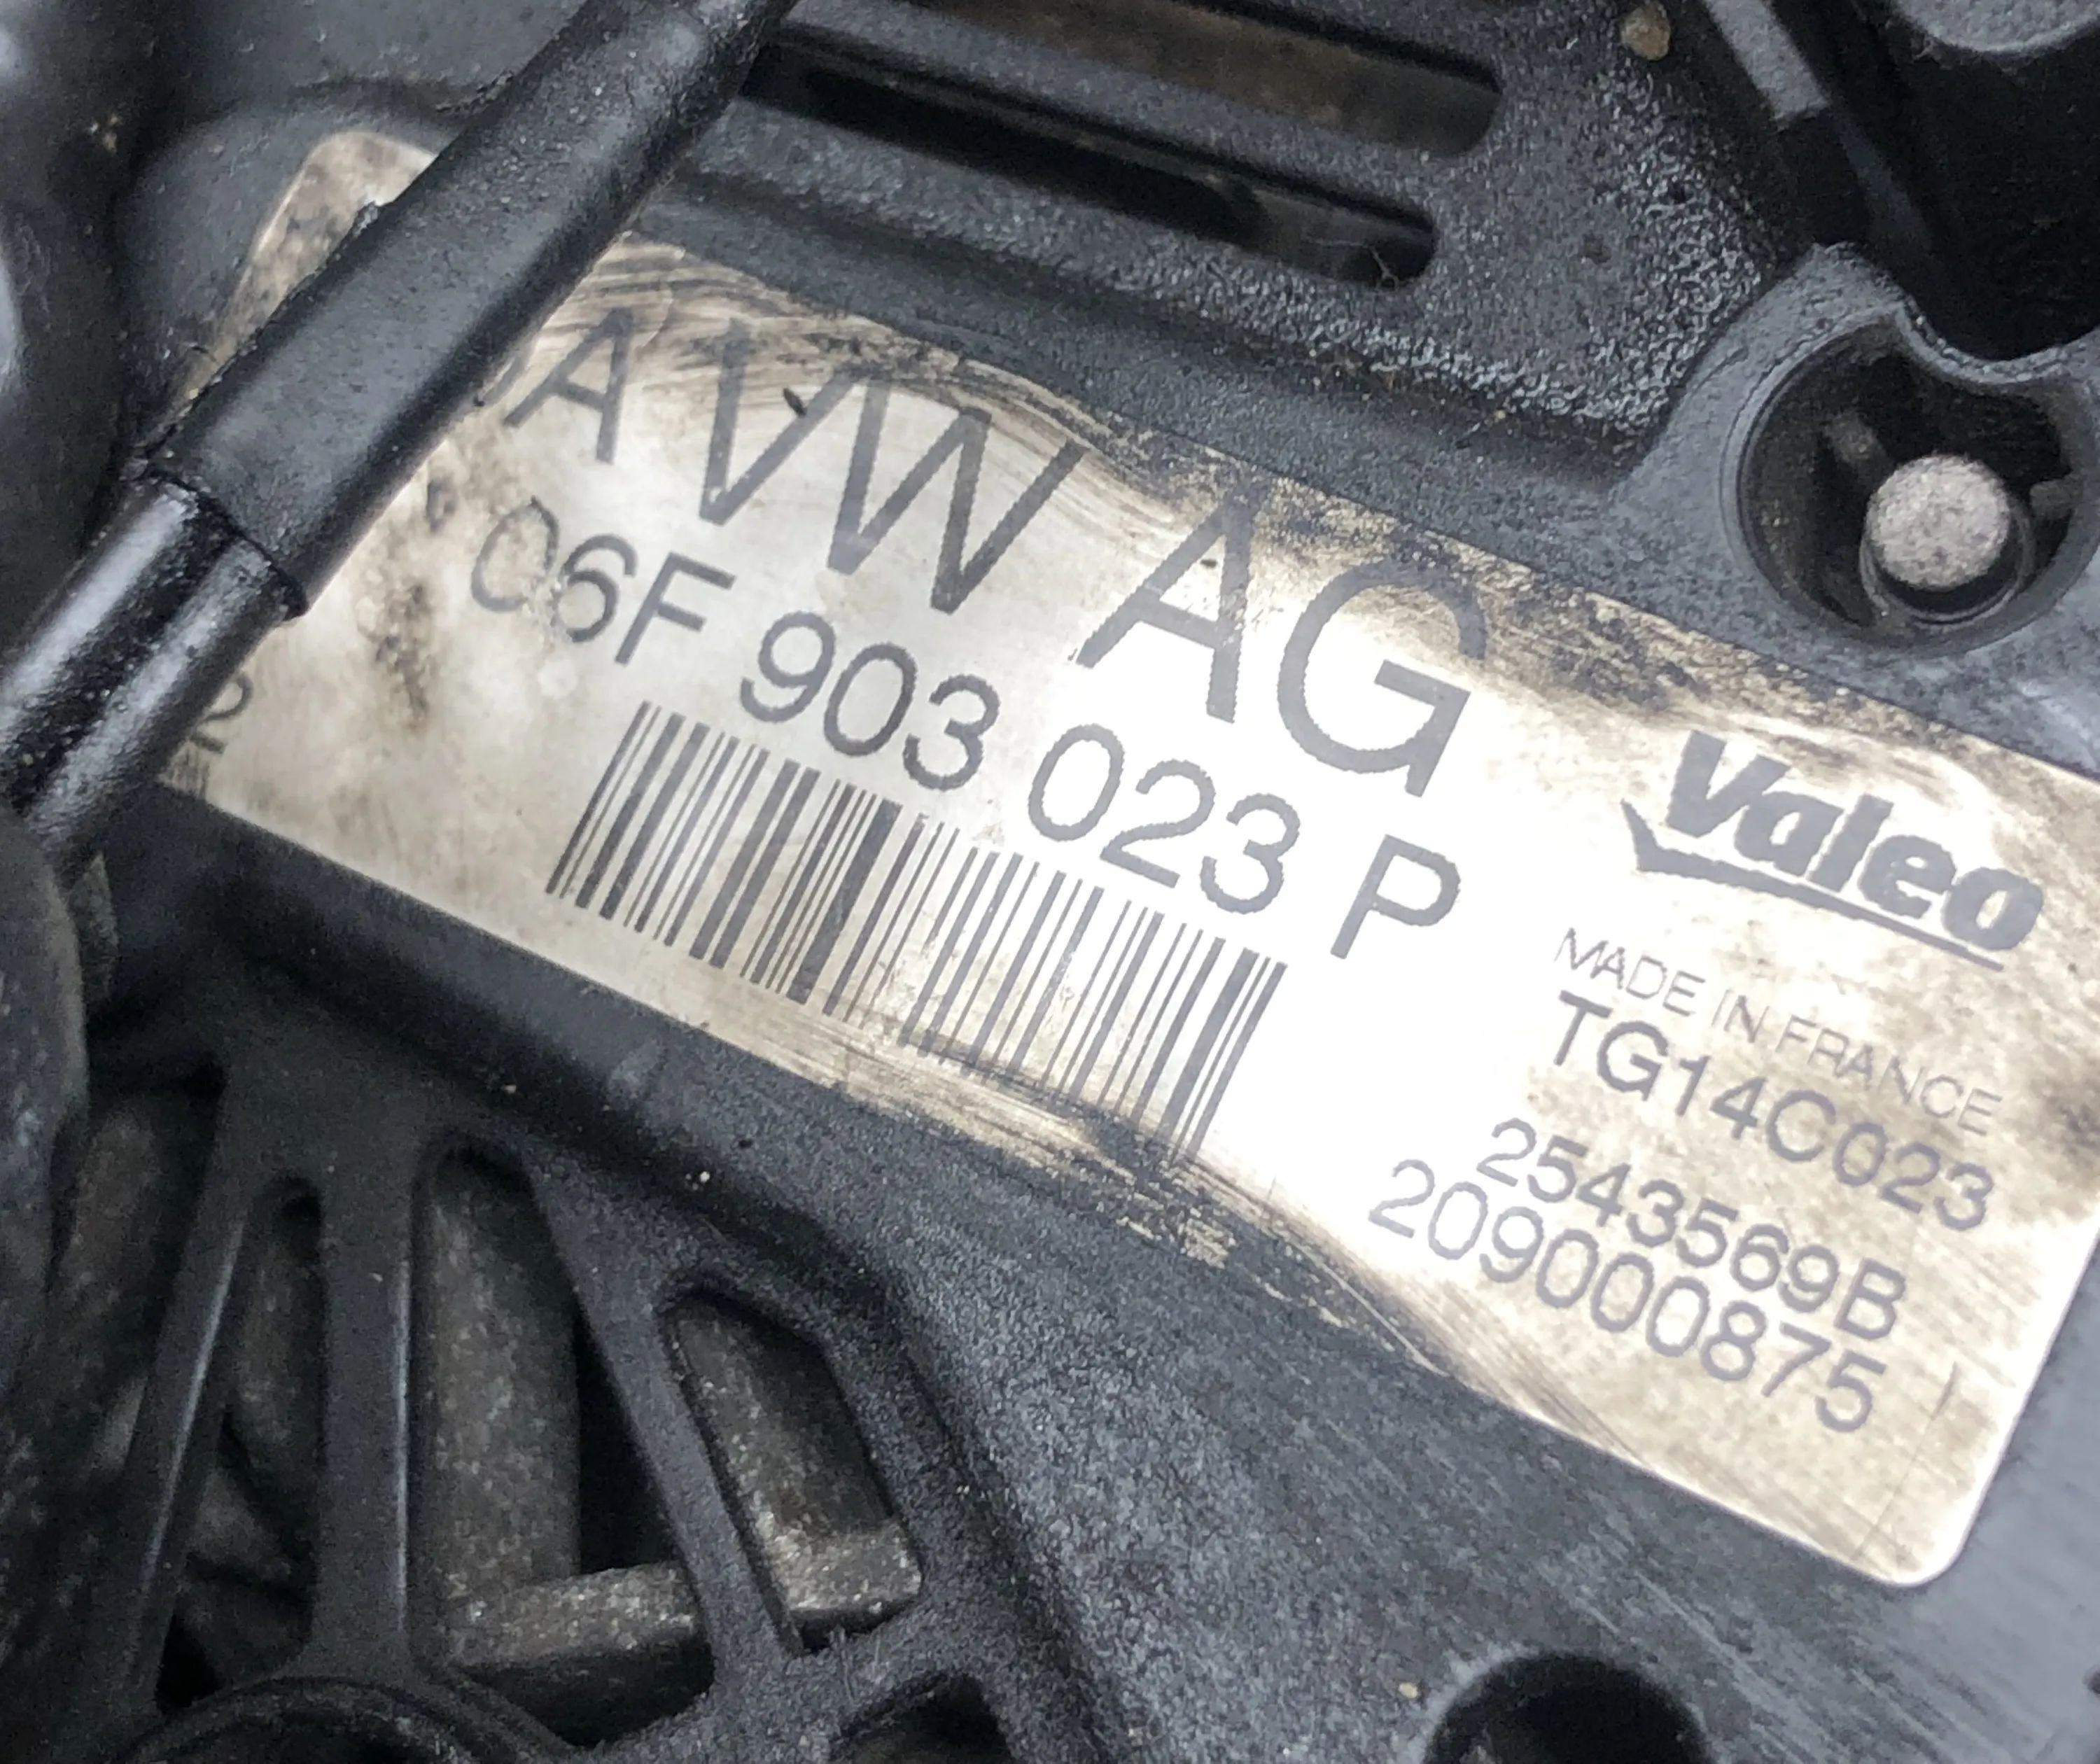 A VW AG
06F 903 023 P
Valeo
MADE IN FRANCE
TG14C023
2543569B
209000875